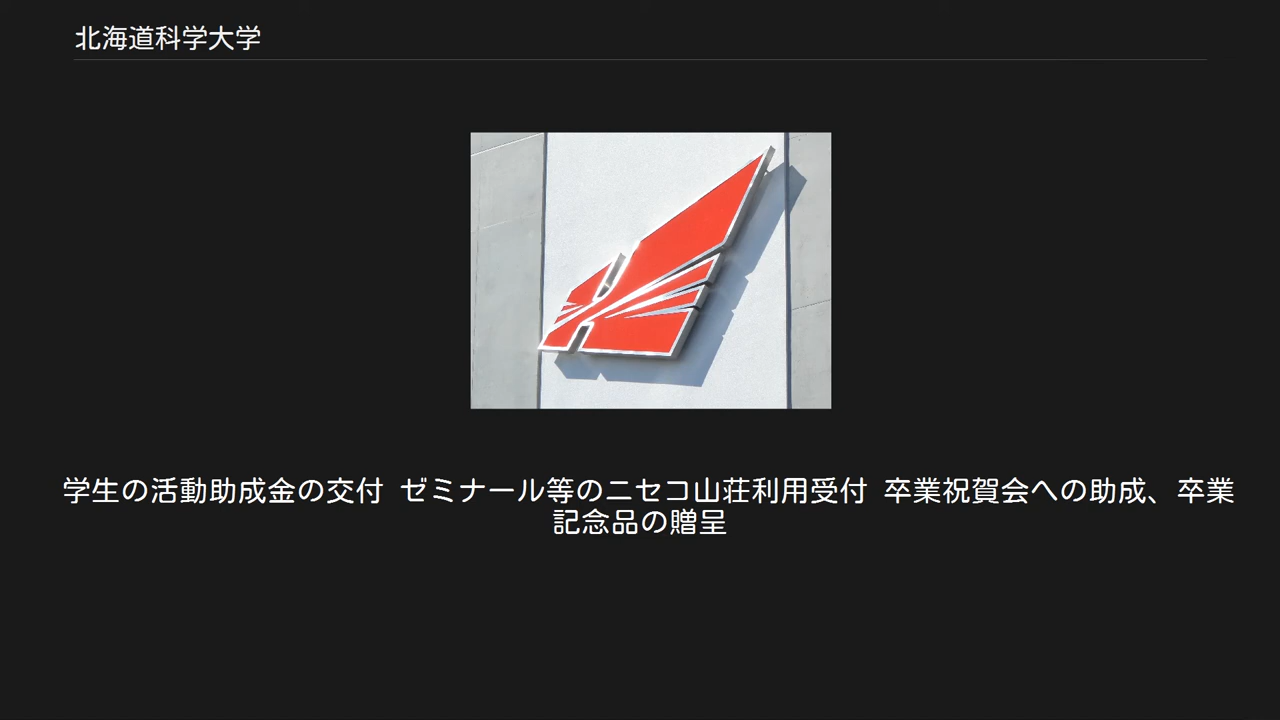 北海道科学大学
学生の活動助成金の交付 ゼミナール等のニセコ山荘利用受付 卒業祝賀会への助成、卒業
記念品の贈呈